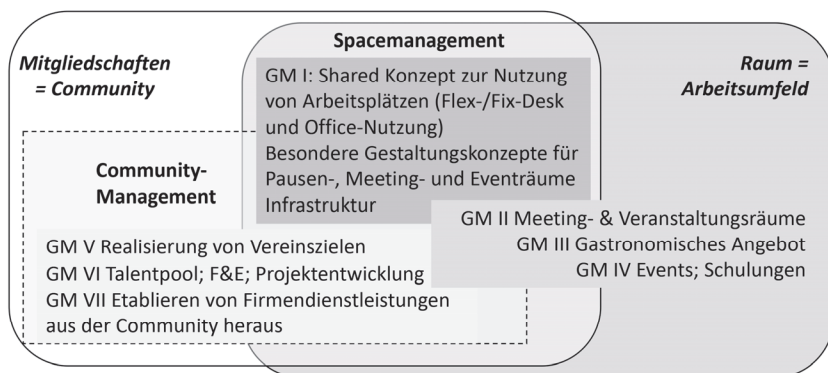 Spacemanagement
Mitgliedschaften
= Community
Raum =
Arbeitsumfeld
GM I: Shared Konzept zur Nutzung
von Arbeitsplätzen (Flex-/Fix-Desk
und Office-Nutzung)
Besondere Gestaltungskonzepte für
Pausen-, Meeting- und Eventräume
Infrastruktur
Community-
Management
GM II Meeting- & Veranstaltungsräume
GM III Gastronomisches Angebot
GM IV Events; Schulungen
GM V Realisierung von Vereinszielen
GM VI Talentpool; F&E; Projektentwicklung
GM VII Etablieren von Firmendienstleistungen
aus der Community heraus